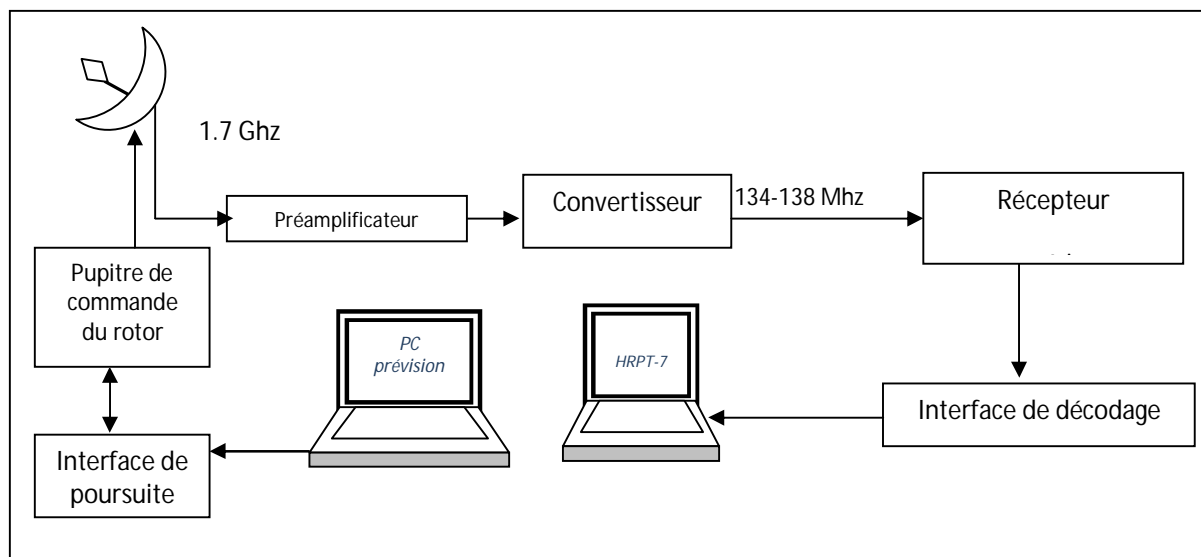 1.7 Ghz
Préamplificateur
Convertisseur
134-138 Mhz
Récepteur
Pupitre de
commande
du rotor
PC
prévision
HRPT-7
Interface de décodage
Interface de
poursuite